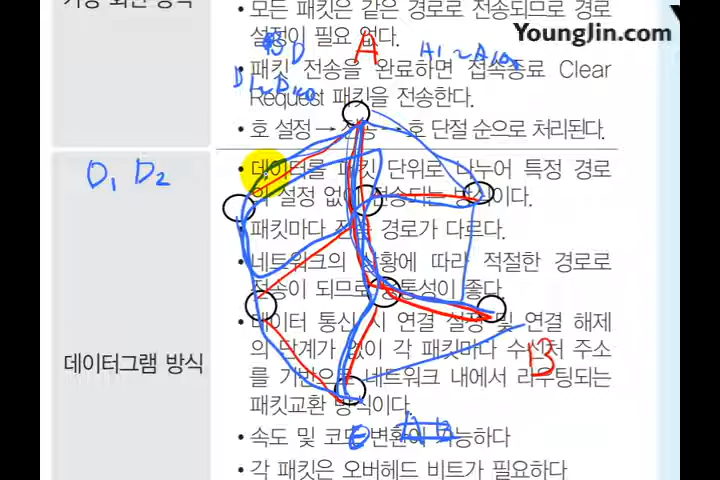 가상 회선 방식
• 모든 패킷은 같은 경로로 전송되므로 경로
설정이 필요 없다.
YoungJin.com
A
D
A1 ~ A100
• 패킷 전송을 완료하면 접속종료 Clear
Request 패킷을 전송한다.
• 호 설정 → 전송 → 호 단절 순으로 처리된다.
D1 D2
데이터그램 방식
• 데이터를 패킷 단위로 나누어 특정 경로
의 설정 없이 전송되는 방식이다.
• 패킷마다 전송 경로가 다르다.
• 네트워크의 상황에 따라 적절한 경로로
전송이 되므로 융통성이 좋다.
• 데이터 통신 시 연결 설정 및 연결 해제
의 단계가 없이 각 패킷마다 수신처 주소
를 기반으로 네트워크 내에서 라우팅되는
패킷교환 방식이다.
B
• 속도 및 코드 변환이 가능하다
• 각 패킷은 오버헤드 비트가 필요하다